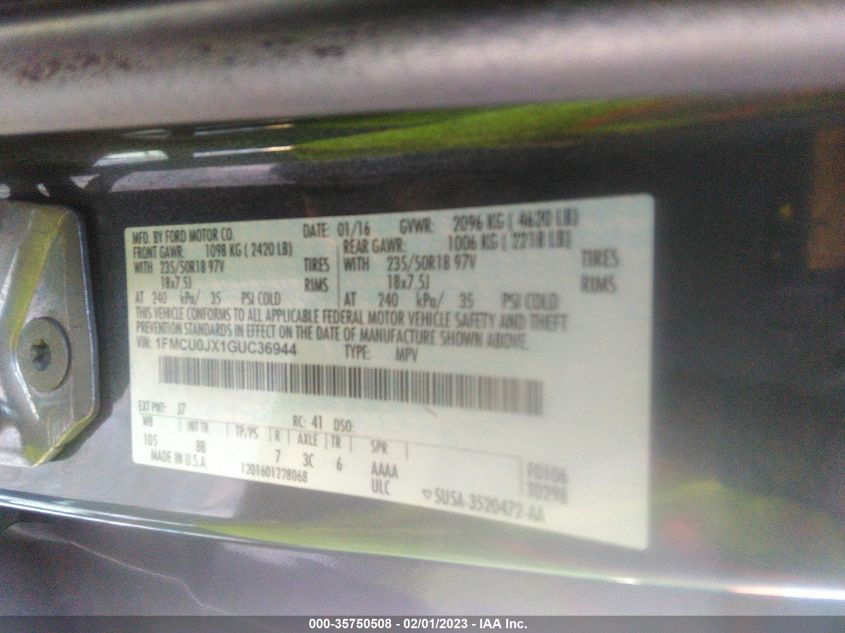 MFD. BY FORD MOTOR CO. DATE: 01/16 GVWR: 2096 KG ( 4620 LB)
FRONT GAWR: 1098 KG ( 2420 LB) REAR GAWR: 1006 KG ( 2218 LB)
WITH 235/50R18 97V TIRES WITH 235/50R18 97V TIRES
18x7.5J RIMS 18x7.5J RIMS
AT 240 kPa/ 35 PSI COLD AT 240 kPa/ 35 PSI COLD
THIS VEHICLE CONFORMS TO ALL APPLICABLE FEDERAL MOTOR VEHICLE SAFETY AND THEFT
PREVENTION STANDARDS IN EFFECT ON THE DATE OF MANUFACTURE SHOWN ABOVE.
VIN: 1FMCU0JX1GUC36944 TYPE: MPV
EXT PNT: J7 RC: 41 DSO:
WB INT TR TP/PS R AXLE TR SPR
105 BB 7 3C 6 AAAA
MADE IN U.S.A. 1201601228068 ULC
F0106
T0298
SU5A-3520472-AA
000-35750508 - 02/01/2023 - IAA Inc.